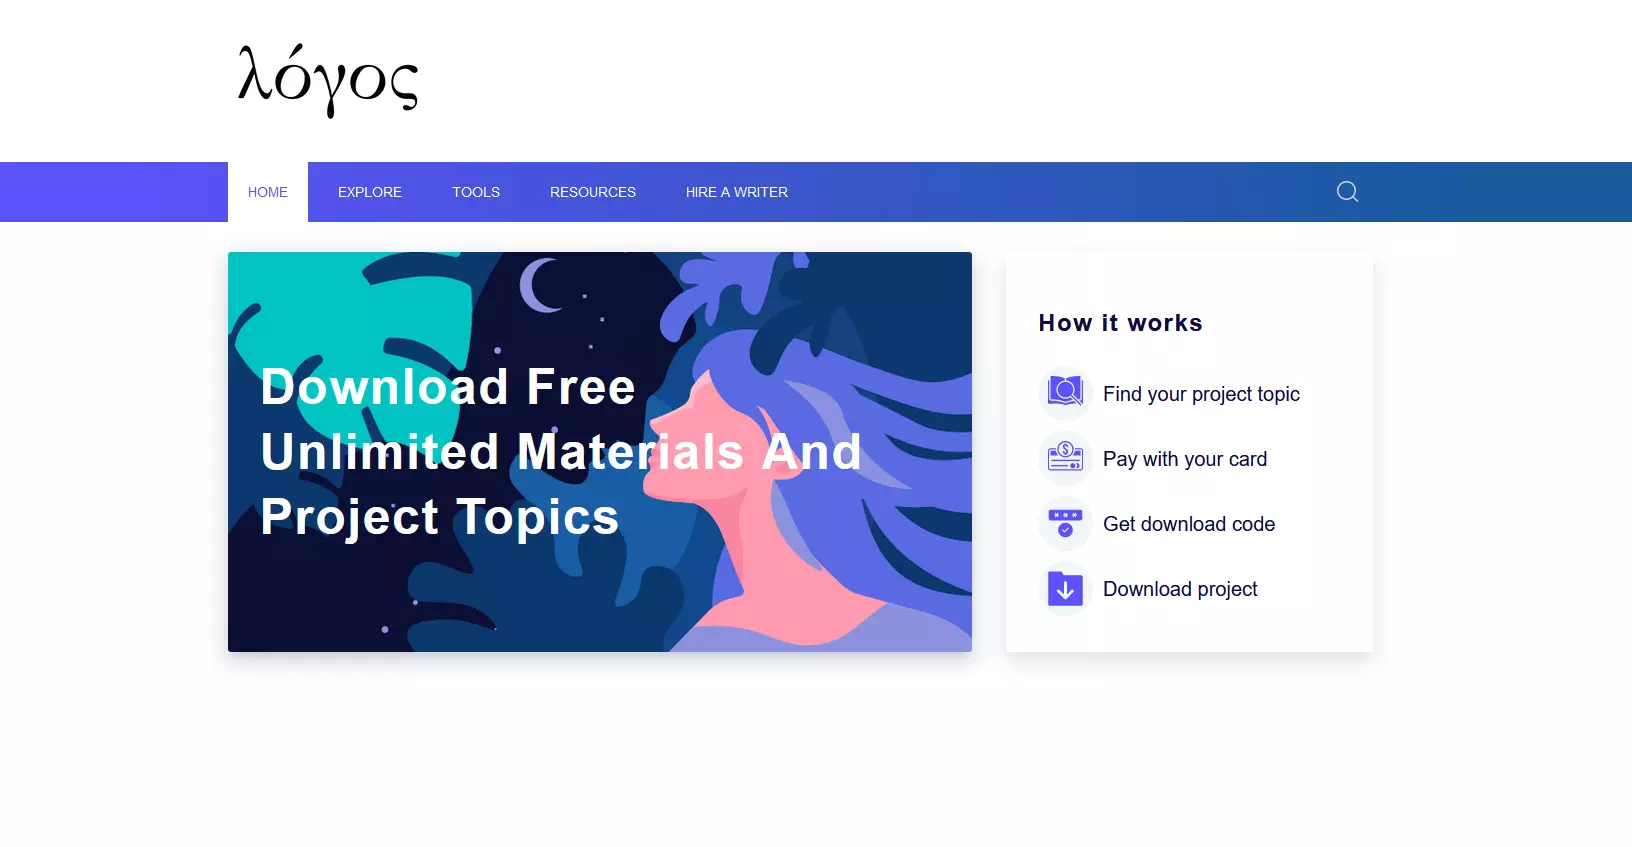 λόγος
HOME EXPLORE TOOLS RESOURCES HIRE A WRITER
Download Free
Unlimited Materials And
Project Topics
How it works
Find your project topic
Pay with your card
Get download code
Download project